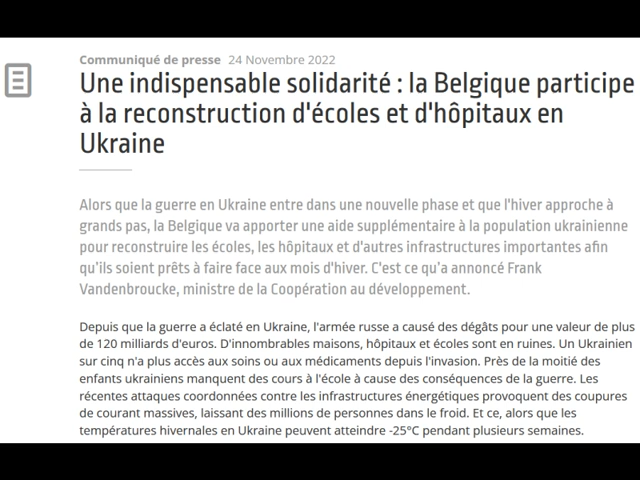 Communiqué de presse 24 Novembre 2022
Une indispensable solidarité : la Belgique participe
à la reconstruction d'écoles et d'hôpitaux en
Ukraine
Alors que la guerre en Ukraine entre dans une nouvelle phase et que l'hiver approche à
grands pas, la Belgique va apporter une aide supplémentaire à la population ukrainienne
pour reconstruire les écoles, les hôpitaux et d'autres infrastructures importantes afin
qu’ils soient prêts à faire face aux mois d'hiver. C'est ce qu’a annoncé Frank
Vandenbroucke, ministre de la Coopération au développement.
Depuis que la guerre a éclaté en Ukraine, l'armée russe a causé des dégâts pour une valeur de plus
de 120 milliards d'euros. D'innombrables maisons, hôpitaux et écoles sont en ruines. Un Ukrainien
sur cinq n'a plus accès aux soins ou aux médicaments depuis l'invasion. Près de la moitié des
enfants ukrainiens manquent des cours à l'école à cause des conséquences de la guerre. Les
récentes attaques coordonnées contre les infrastructures énergétiques provoquent des coupures
de courant massives, laissant des millions de personnes dans le froid. Et ce, alors que les
températures hivernales en Ukraine peuvent atteindre -25°C pendant plusieurs semaines.